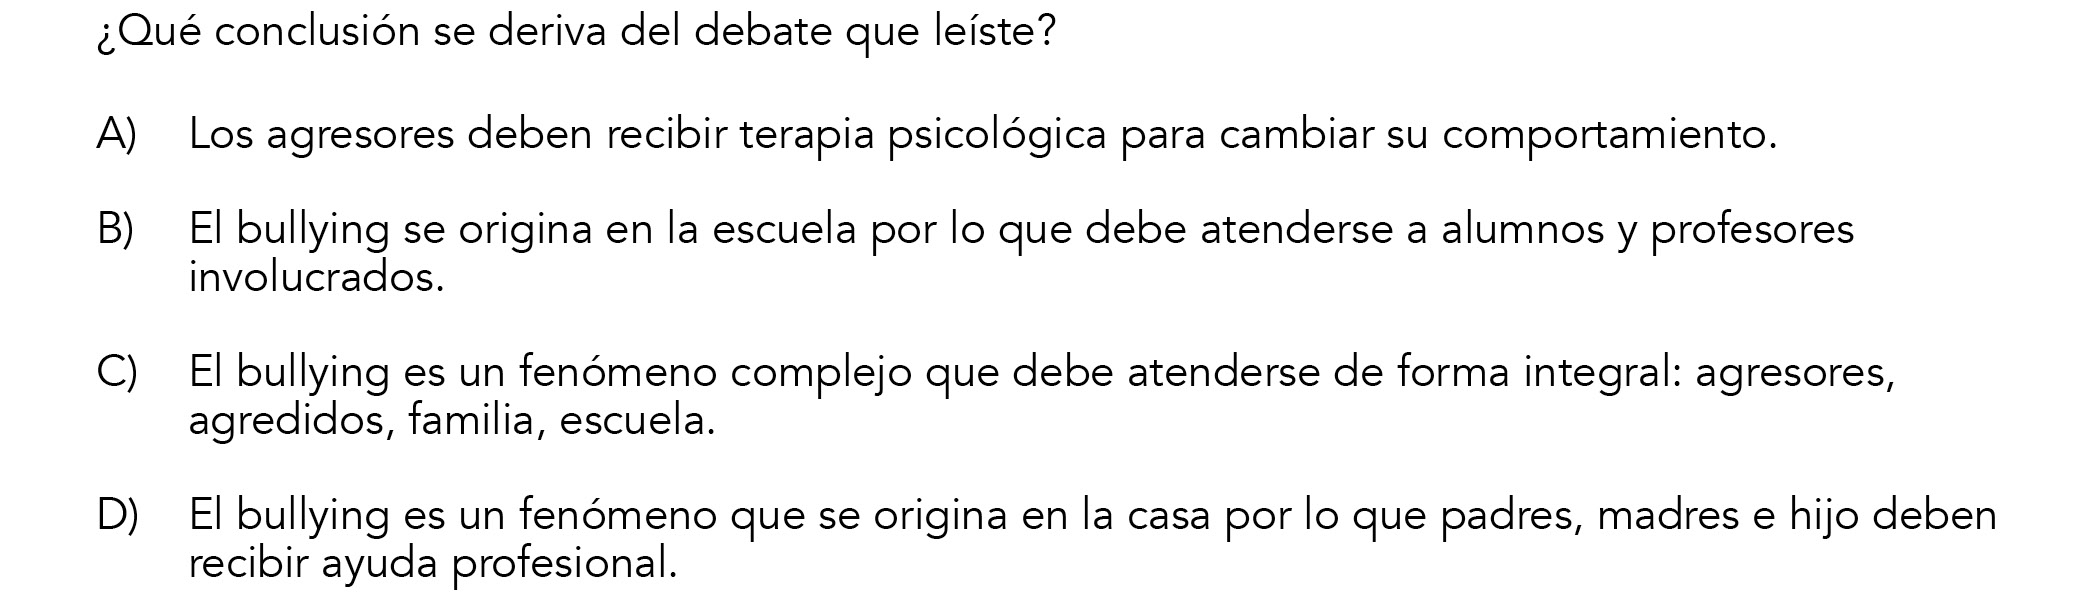 ¿Qué conclusión se deriva del debate que leíste?
A) Los agresores deben recibir terapia psicológica para cambiar su comportamiento.
B) El bullying se origina en la escuela por lo que debe atenderse a alumnos y profesores
involucrados.
C) El bullying es un fenómeno complejo que debe atenderse de forma integral: agresores,
agredidos, familia, escuela.
D) El bullying es un fenómeno que se origina en la casa por lo que padres, madres e hijo deben
recibir ayuda profesional.